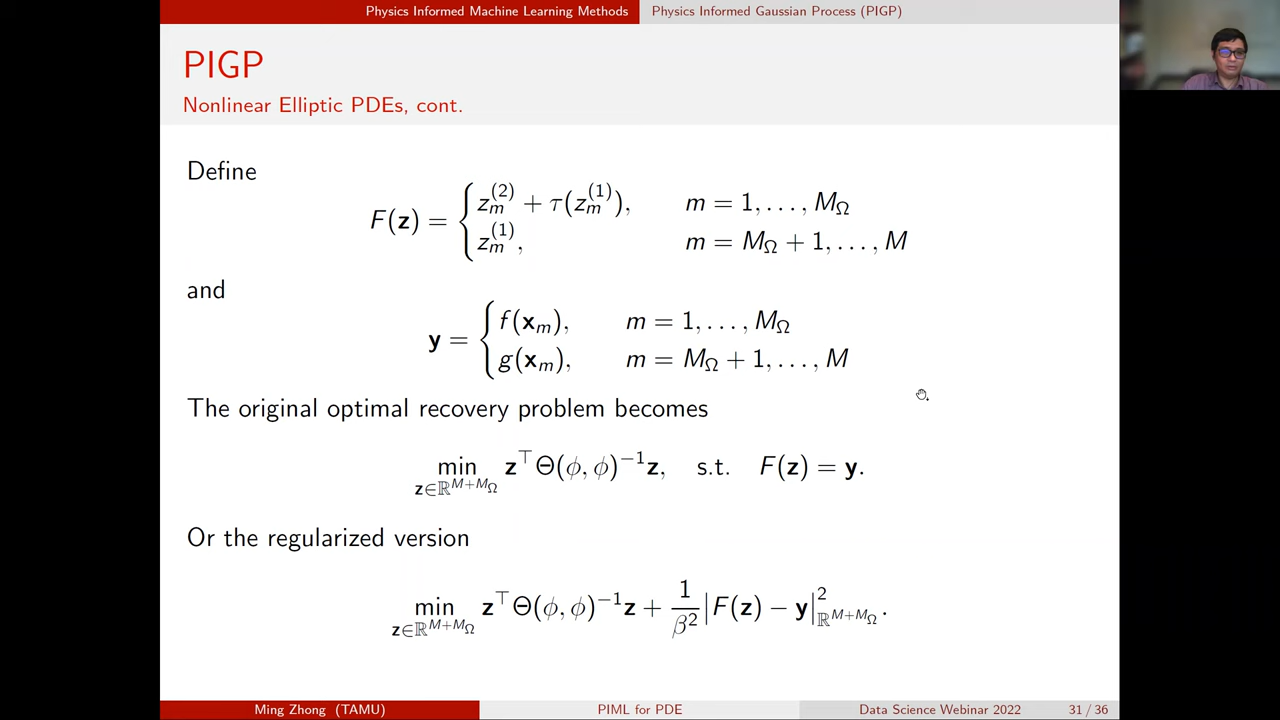 Physics Informed Machine Learning Methods Physics Informed Gaussian Process (PIGP)
PIGP
Nonlinear Elliptic PDEs, cont.
Define
F(z) = { z_m^{(2)} + τ(z_m^{(1)}), m = 1, . . . , M_Ω
z_m^{(1)}, m = M_Ω + 1, . . . , M
and
y = { f(x_m), m = 1, . . . , M_Ω
g(x_m), m = M_Ω + 1, . . . , M
The original optimal recovery problem becomes
min_{z∈ℝ^{M+M_Ω}} z^⊤Θ(ϕ, ϕ)^{−1}z, s.t. F(z) = y.
Or the regularized version
min_{z∈ℝ^{M+M_Ω}} z^⊤Θ(ϕ, ϕ)^{−1}z + \frac{1}{β^2} |F(z) − y|^2_{ℝ^{M+M_Ω}}.
Ming Zhong (TAMU) PIML for PDE Data Science Webinar 2022 31 / 36